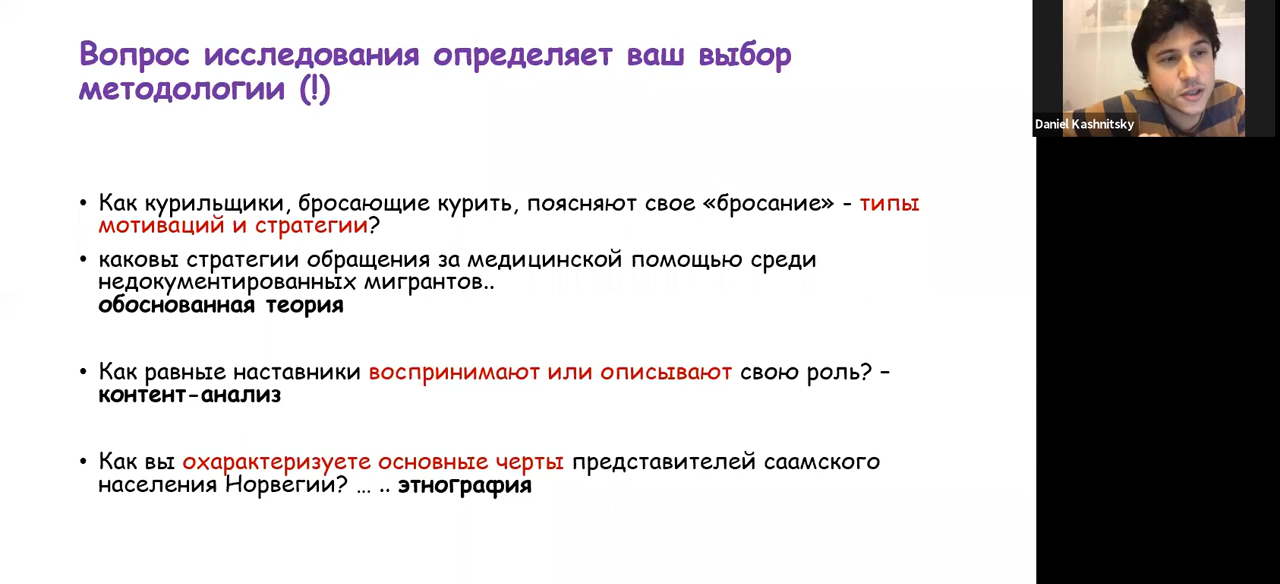 Вопрос исследования определяет ваш выбор
методологии (!)
• Как курильщики, бросающие курить, поясняют свое «бросание» - типы
мотиваций и стратегии?
• каковы стратегии обращения за медицинской помощью среди
недокументированных мигрантов..
обоснованная теория
• Как равные наставники воспринимают или описывают свою роль? –
контент-анализ
• Как вы охарактеризуете основные черты представителей саамского
населения Норвегии? … .. этнография
Daniel Kashnitsky